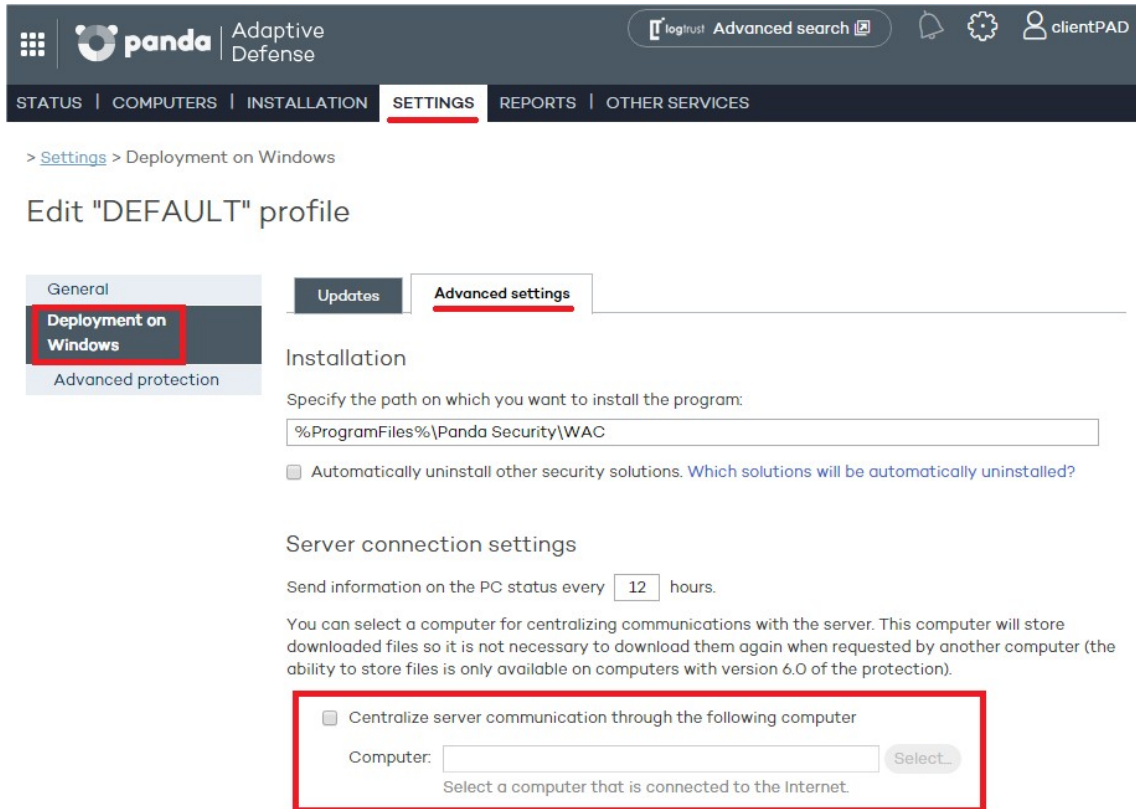 panda
Adaptive
Defense
logtrust Advanced search
clientPAD
STATUS | COMPUTERS | INSTALLATION SETTINGS REPORTS | OTHER SERVICES
> Settings > Deployment on Windows
Edit "DEFAULT" profile
General
Deployment on
Windows
Advanced protection
Updates
Advanced settings
Installation
Specify the path on which you want to install the program:
%ProgramFiles%\Panda Security\WAC
Automatically uninstall other security solutions. Which solutions will be automatically uninstalled?
Server connection settings
Send information on the PC status every 12 hours.
You can select a computer for centralizing communications with the server. This computer will store
downloaded files so it is not necessary to download them again when requested by another computer (the
ability to store files is only available on computers with version 6.0 of the protection).
Centralize server communication through the following computer
Computer: Select...
Select a computer that is connected to the Internet.